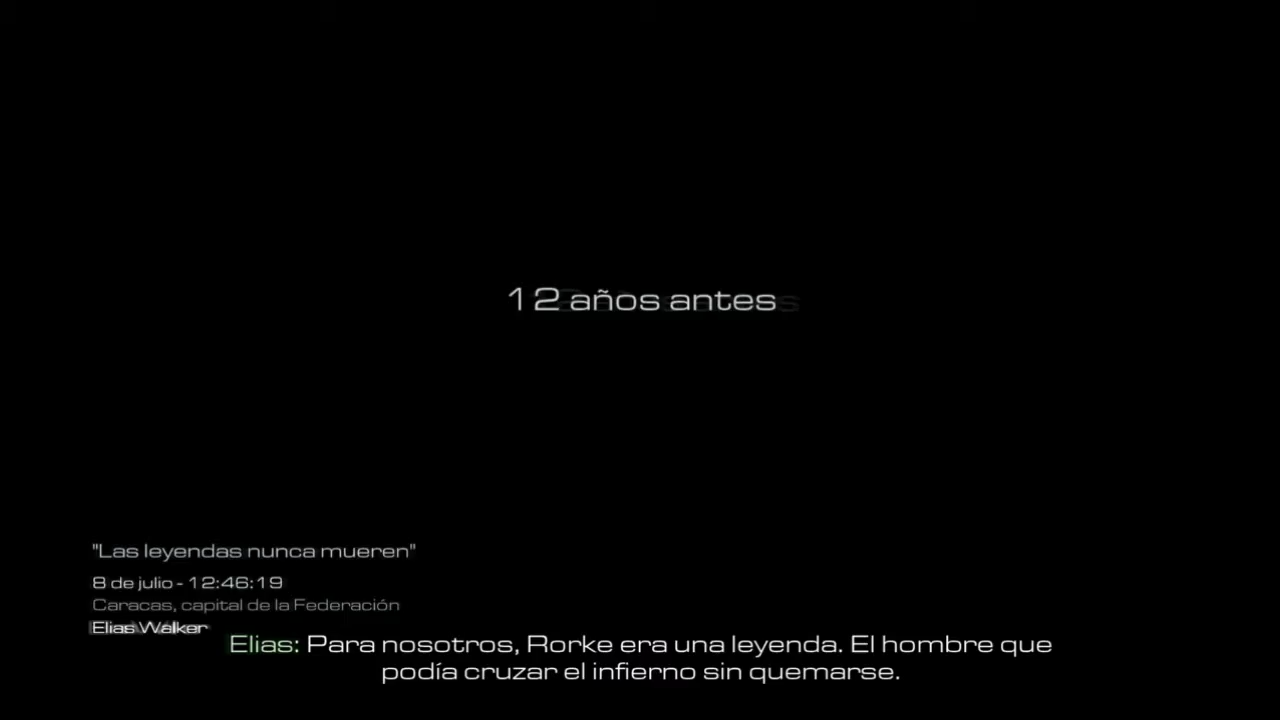 12 años antes
"Las leyendas nunca mueren"
8 de julio - 12:46:19
Caracas, capital de la Federación
Elias Walker
Elias: Para nosotros, Rorke era una leyenda. El hombre que
podía cruzar el infierno sin quemarse.